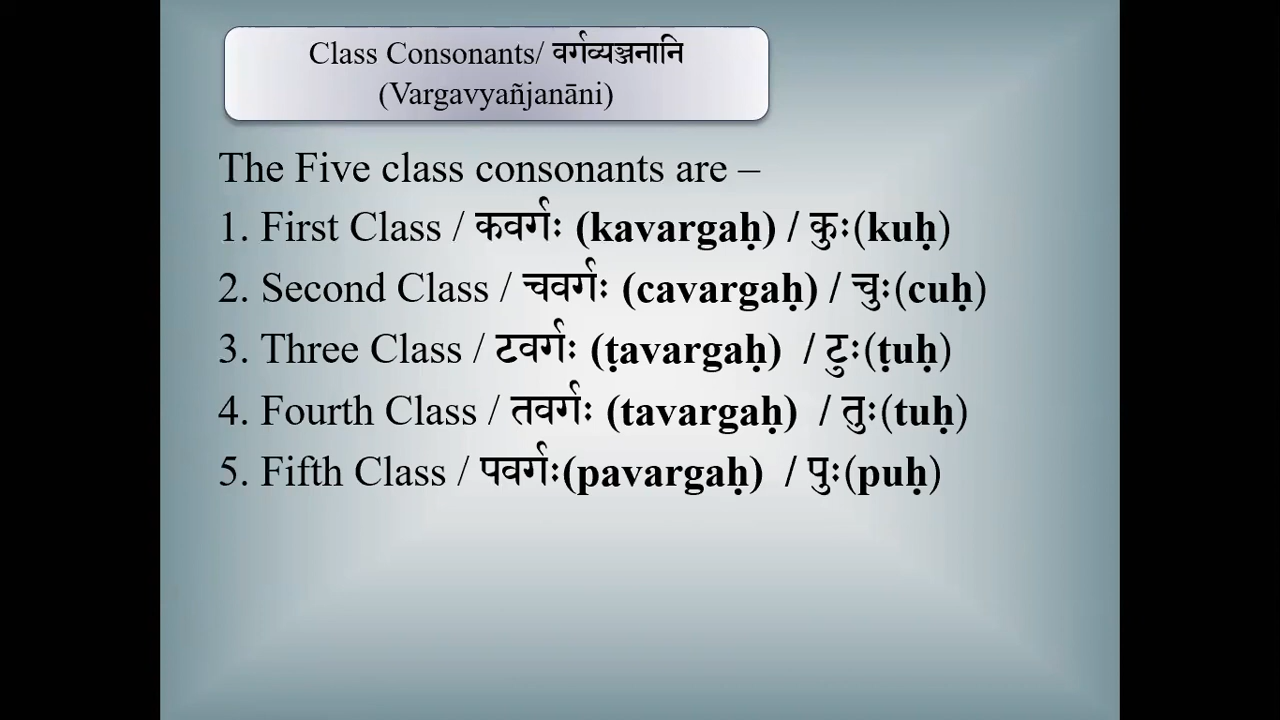 Class Consonants/ वर्गव्यञ्जनानि
(Vargavyañjanāni)
The Five class consonants are –
1. First Class / कवर्गः (kavargaḥ) / कुः(kuḥ)
2. Second Class / चवर्गः (cavargaḥ) / चुः(cuḥ)
3. Three Class / टवर्गः (ṭavargaḥ) / टुः(ṭuḥ)
4. Fourth Class / तवर्गः (tavargaḥ) / तुः(tuḥ)
5. Fifth Class / पवर्गः(pavargaḥ) / पुः(puḥ)